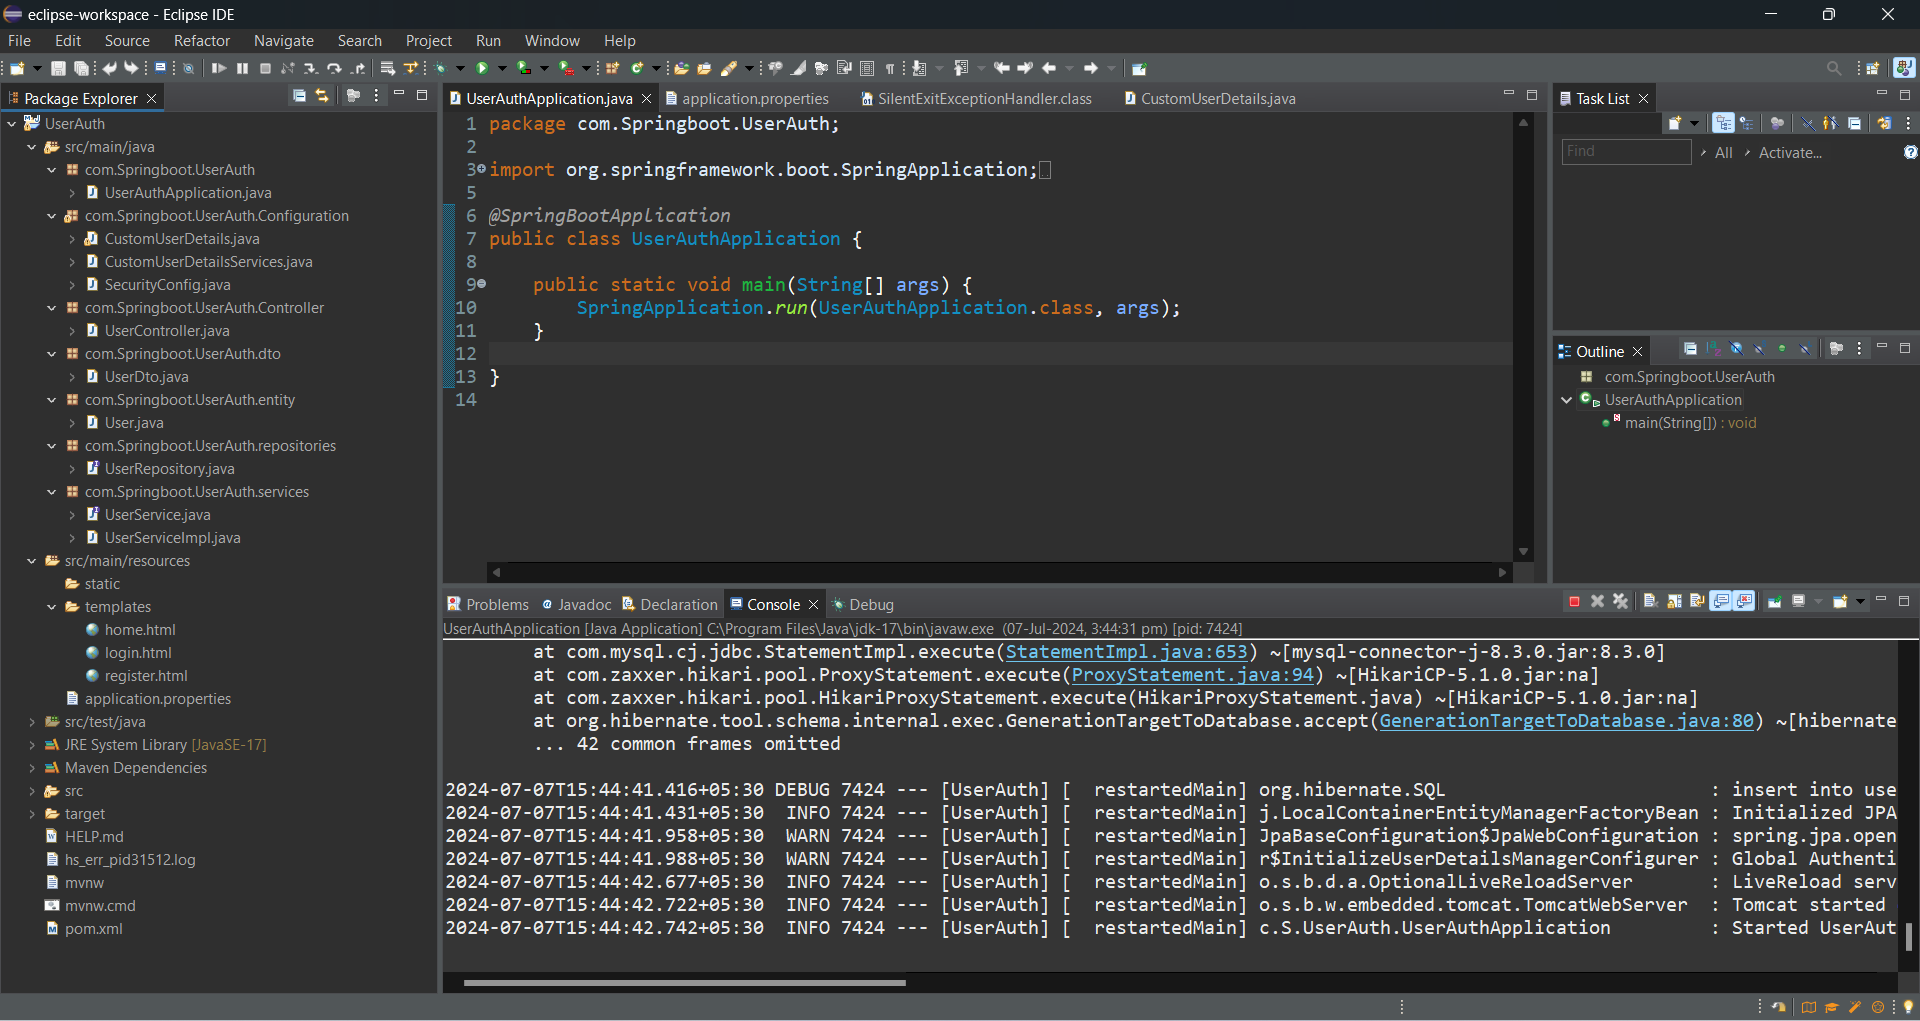 eclipse-workspace - Eclipse IDE
File Edit Source Refactor Navigate Search Project Run Window Help
Package Explorer
UserAuth
src/main/java
com.Springboot.UserAuth
UserAuthApplication.java
com.Springboot.UserAuth.Configuration
CustomUserDetails.java
CustomUserDetailsServices.java
SecurityConfig.java
com.Springboot.UserAuth.Controller
UserController.java
com.Springboot.UserAuth.dto
UserDto.java
com.Springboot.UserAuth.entity
User.java
com.Springboot.UserAuth.repositories
UserRepository.java
com.Springboot.UserAuth.services
UserService.java
UserServiceImpl.java
src/main/resources
static
templates
home.html
login.html
register.html
application.properties
src/test/java
JRE System Library [JavaSE-17]
Maven Dependencies
src
target
HELP.md
hs_err_pid31512.log
mvnw
mvnw.cmd
pom.xml
UserAuthApplication.java application.properties SilentExitExceptionHandler.class CustomUserDetails.java
1 package com.Springboot.UserAuth;
2
3 import org.springframework.boot.SpringApplication;
5
6 @SpringBootApplication
7 public class UserAuthApplication {
8
9 public static void main(String[] args) {
10 SpringApplication.run(UserAuthApplication.class, args);
11 }
12
13 }
14
Task List
Find All Activate...
Outline
com.Springboot.UserAuth
UserAuthApplication
main(String[]) : void
Problems Javadoc Declaration Console Debug
UserAuthApplication [Java Application] C:\Program Files\Java\jdk-17\bin\javaw.exe (07-Jul-2024, 3:44:31 pm) [pid: 7424]
at com.mysql.cj.jdbc.StatementImpl.execute(StatementImpl.java:653) ~[mysql-connector-j-8.3.0.jar:8.3.0]
at com.zaxxer.hikari.pool.ProxyStatement.execute(ProxyStatement.java:94) ~[HikariCP-5.1.0.jar:na]
at com.zaxxer.hikari.pool.HikariProxyStatement.execute(HikariProxyStatement.java) ~[HikariCP-5.1.0.jar:na]
at org.hibernate.tool.schema.internal.exec.GenerationTargetToDatabase.accept(GenerationTargetToDatabase.java:80) ~[hibernate
... 42 common frames omitted
2024-07-07T15:44:41.416+05:30 DEBUG 7424 --- [UserAuth] [ restartedMain] org.hibernate.SQL : insert into use
2024-07-07T15:44:41.431+05:30 INFO 7424 --- [UserAuth] [ restartedMain] j.LocalContainerEntityManagerFactoryBean : Initialized JPA
2024-07-07T15:44:41.958+05:30 WARN 7424 --- [UserAuth] [ restartedMain] JpaBaseConfiguration$JpaWebConfiguration : spring.jpa.open
2024-07-07T15:44:41.988+05:30 WARN 7424 --- [UserAuth] [ restartedMain] r$InitializeUserDetailsManagerConfigurer : Global Authenti
2024-07-07T15:44:42.677+05:30 INFO 7424 --- [UserAuth] [ restartedMain] o.s.b.d.a.OptionalLiveReloadServer : LiveReload serv
2024-07-07T15:44:42.722+05:30 INFO 7424 --- [UserAuth] [ restartedMain] o.s.b.w.embedded.tomcat.TomcatWebServer : Tomcat started
2024-07-07T15:44:42.742+05:30 INFO 7424 --- [UserAuth] [ restartedMain] c.S.UserAuth.UserAuthApplication : Started UserAut